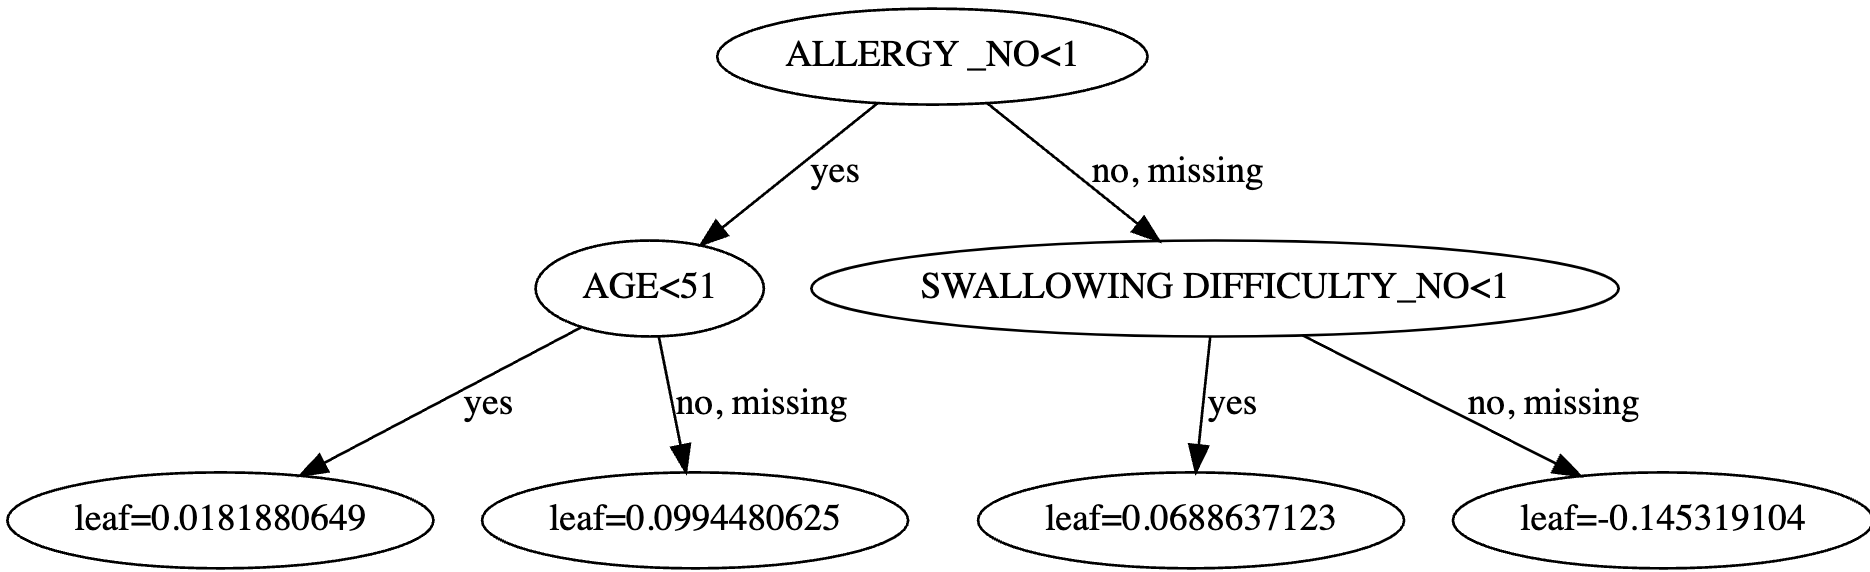 ALLERGY _NO<1
yes
no, missing
AGE<51
SWALLOWING DIFFICULTY_NO<1
yes
no, missing
yes
no, missing
leaf=0.0181880649
leaf=0.0994480625
leaf=0.0688637123
leaf=-0.145319104